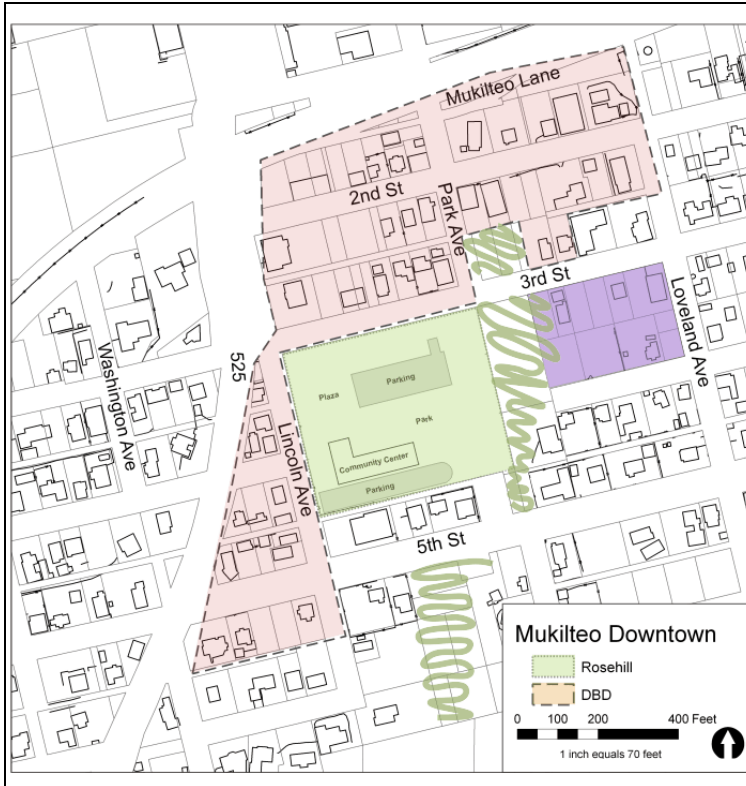 Mukilteo Lane
2nd St
Park Ave
3rd St
Loveland Ave
Washington Ave
525
Lincoln Ave
Plaza
Parking
Park
Community Center
Parking
5th St
Mukilteo Downtown
Rosehill
DBD
0 100 200 400 Feet
1 inch equals 70 feet